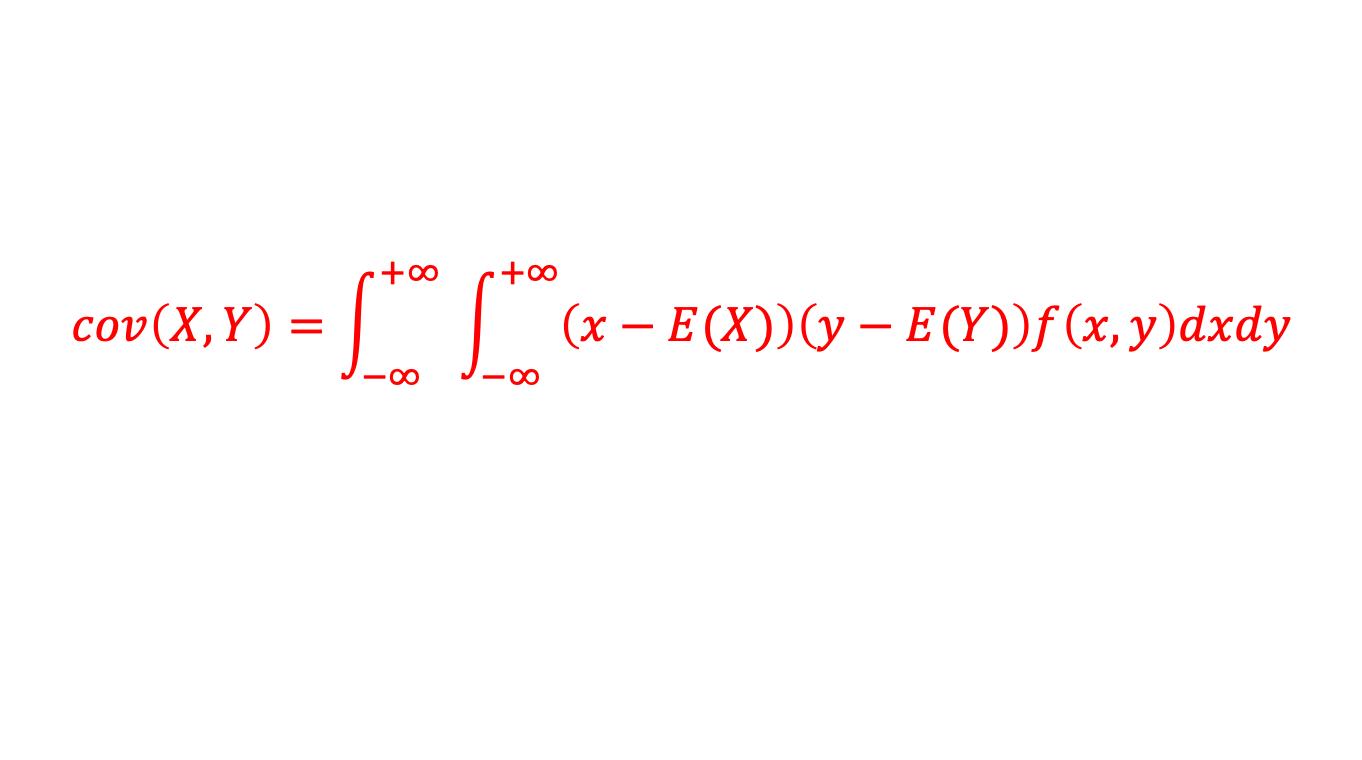 cov(X, Y) = ∫_{−∞}^{+∞} ∫_{−∞}^{+∞} (x − E(X))(y − E(Y))f(x, y)dxdy